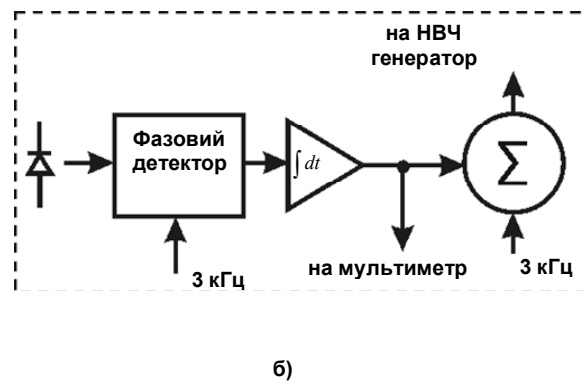 на НВЧ
генератор
Фазовий
детектор
∫ dt
Σ
3 кГц
на мультиметр
3 кГц
б)